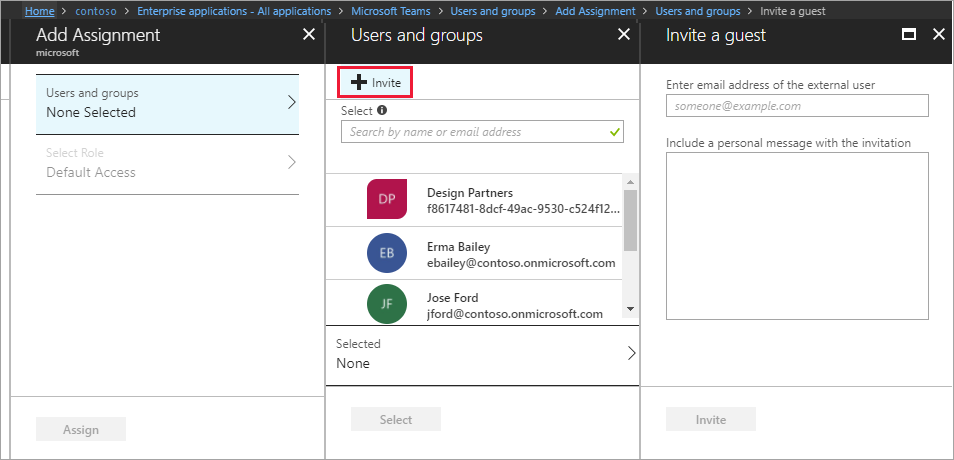 Home > contoso > Enterprise applications - All applications > Microsoft Teams > Users and groups > Add Assignment > Users and groups > Invite a guest
Add Assignment
microsoft
Users and groups
None Selected
Select Role
Default Access
Assign
Users and groups
Invite
Select
Search by name or email address
DP
Design Partners
f8617481-8dcf-49ac-9530-c524f12...
EB
Erma Bailey
ebailey@contoso.onmicrosoft.com
JF
Jose Ford
jford@contoso.onmicrosoft.com
Selected
None
Select
Invite a guest
Enter email address of the external user
someone@example.com
Include a personal message with the invitation
Invite